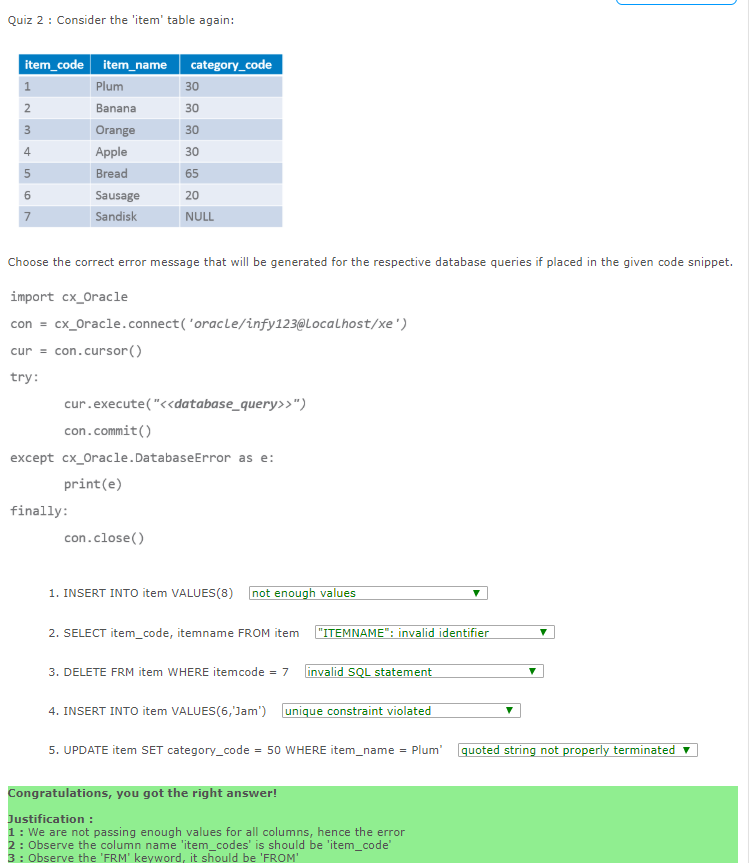 Quiz 2 : Consider the 'item' table again:
item_code item_name category_code
1 Plum 30
2 Banana 30
3 Orange 30
4 Apple 30
5 Bread 65
6 Sausage 20
7 Sandisk NULL
Choose the correct error message that will be generated for the respective database queries if placed in the given code snippet.
import cx_Oracle
con = cx_Oracle.connect('oracle/infy123@localhost/xe')
cur = con.cursor()
try:
cur.execute("<<database_query>>")
con.commit()
except cx_Oracle.DatabaseError as e:
print(e)
finally:
con.close()
1. INSERT INTO item VALUES(8) not enough values
2. SELECT item_code, itemname FROM item "ITEMNAME": invalid identifier
3. DELETE FRM item WHERE itemcode = 7 invalid SQL statement
4. INSERT INTO item VALUES(6,'Jam') unique constraint violated
5. UPDATE item SET category_code = 50 WHERE item_name = Plum' quoted string not properly terminated
Congratulations, you got the right answer!
Justification :
1 : We are not passing enough values for all columns, hence the error
2 : Observe the column name 'item_codes' is should be 'item_code'
3 : Observe the 'FRM' keyword, it should be 'FROM'